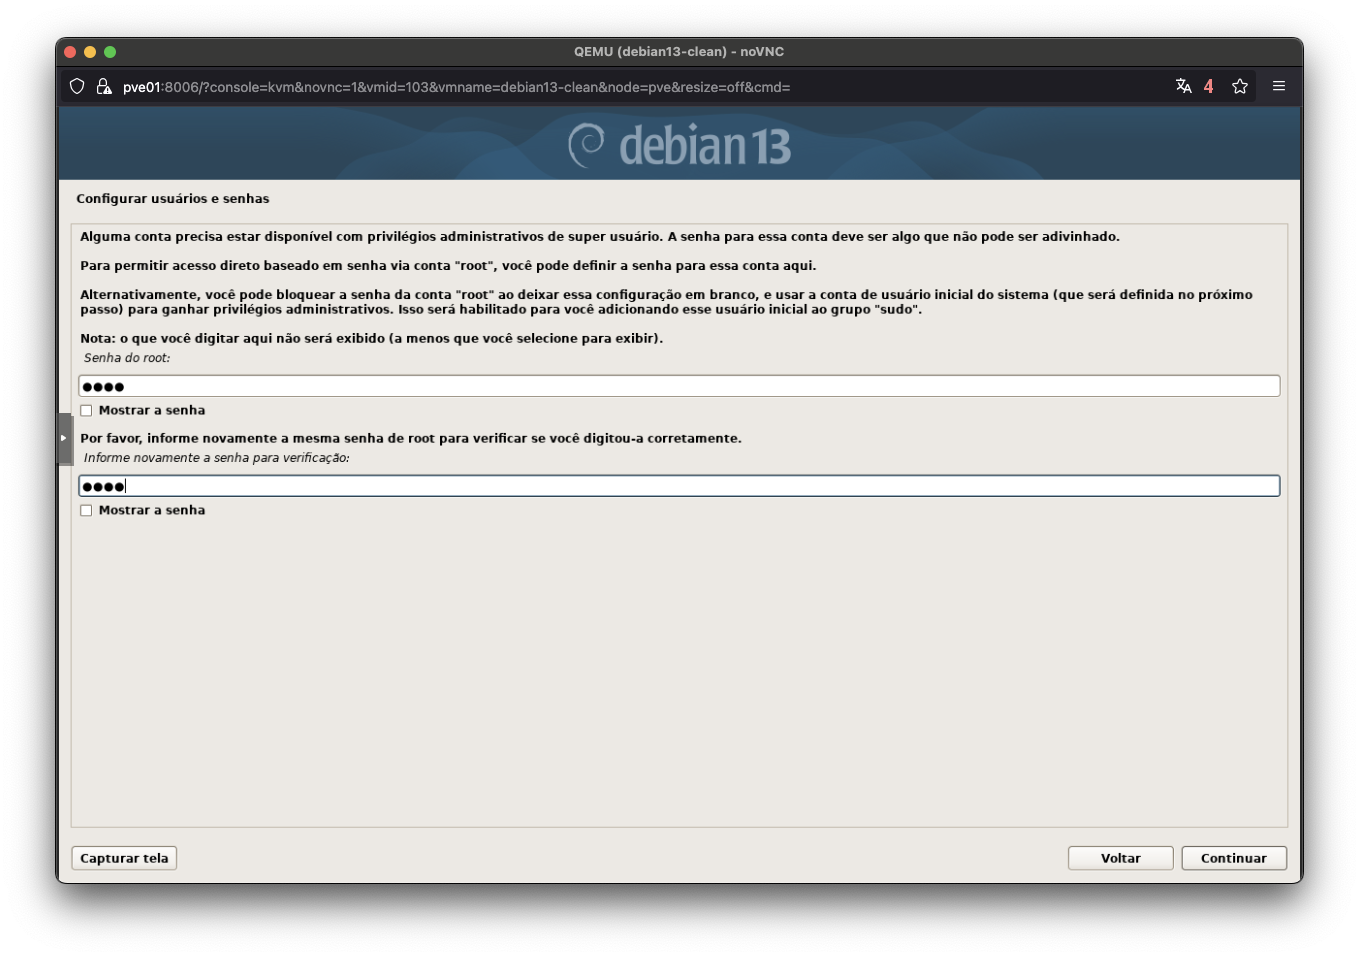 QEMU (debian13-clean) - noVNC
pve01:8006/?console=kvm&novnc=1&vmid=103&vmname=debian13-clean&node=pve&resize=off&cmd=
4
debian 13
Configurar usuários e senhas
Alguma conta precisa estar disponível com privilégios administrativos de super usuário. A senha para essa conta deve ser algo que não pode ser adivinhado.
Para permitir acesso direto baseado em senha via conta "root", você pode definir a senha para essa conta aqui.
Alternativamente, você pode bloquear a senha da conta "root" ao deixar essa configuração em branco, e usar a conta de usuário inicial do sistema (que será definida no próximo
passo) para ganhar privilégios administrativos. Isso será habilitado para você adicionando esse usuário inicial ao grupo "sudo".
Nota: o que você digitar aqui não será exibido (a menos que você selecione para exibir).
Senha do root:
●●●●
Mostrar a senha
Por favor, informe novamente a mesma senha de root para verificar se você digitou-a corretamente.
Informe novamente a senha para verificação:
●●●●
Mostrar a senha
Capturar tela
Voltar
Continuar